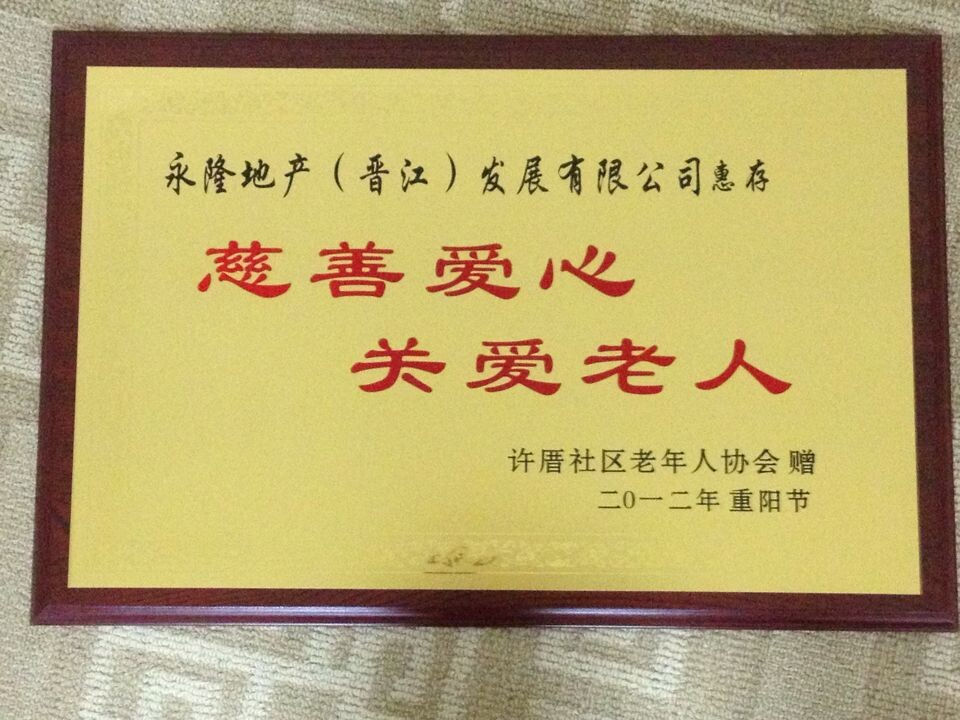 永隆地产（晋江）发展有限公司惠存
慈善爱心
关爱老人
许厝社区老年人协会 赠
二〇一二年 重阳节